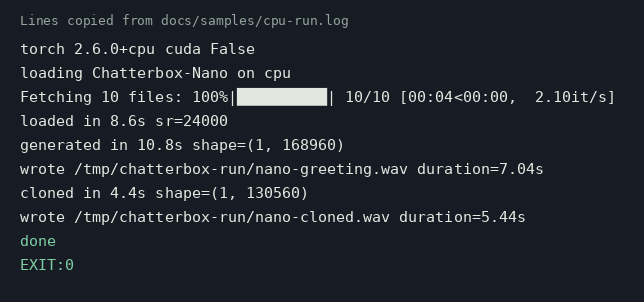 Lines copied from docs/samples/cpu-run.log
torch 2.6.0+cpu cuda False
loading Chatterbox-Nano on cpu
Fetching 10 files: 100%|██████████| 10/10 [00:04<00:00,  2.10it/s]
loaded in 8.6s sr=24000
generated in 10.8s shape=(1, 168960)
wrote /tmp/chatterbox-run/nano-greeting.wav duration=7.04s
cloned in 4.4s shape=(1, 130560)
wrote /tmp/chatterbox-run/nano-cloned.wav duration=5.44s
done
EXIT:0